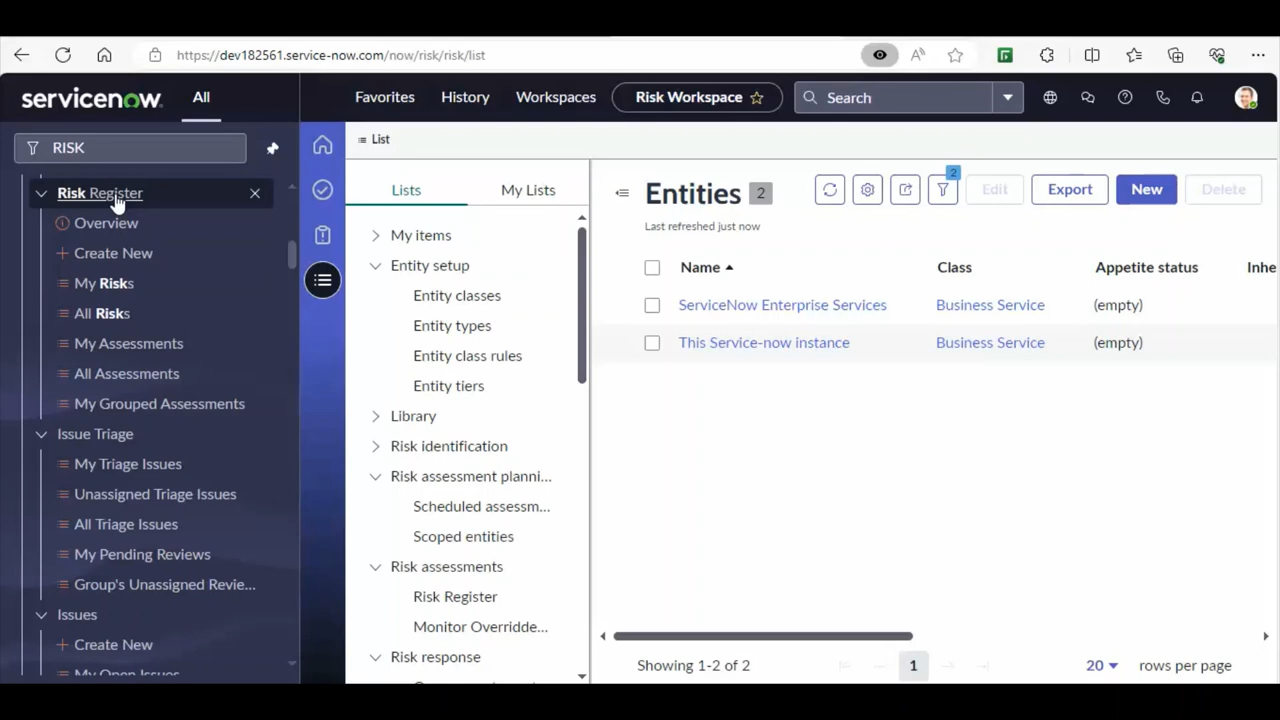 https://dev182561.service-now.com/now/risk/risk/list
servicenow
All
Favorites
History
Workspaces
Risk Workspace
Search
RISK
Risk Register
Overview
Create New
My Risks
All Risks
My Assessments
All Assessments
My Grouped Assessments
Issue Triage
My Triage Issues
Unassigned Triage Issues
All Triage Issues
My Pending Reviews
Group's Unassigned Revie...
Issues
Create New
My Open Issues
List
Lists
My Lists
My items
Entity setup
Entity classes
Entity types
Entity class rules
Entity tiers
Library
Risk identification
Risk assessment planni...
Scheduled assessm...
Scoped entities
Risk assessments
Risk Register
Monitor Overridde...
Risk response
Entities 2
Last refreshed just now
2
Edit
Export
New
Delete
Name Class Appetite status Inhe
ServiceNow Enterprise Services Business Service (empty)
This Service-now instance Business Service (empty)
Showing 1-2 of 2
1
20 rows per page